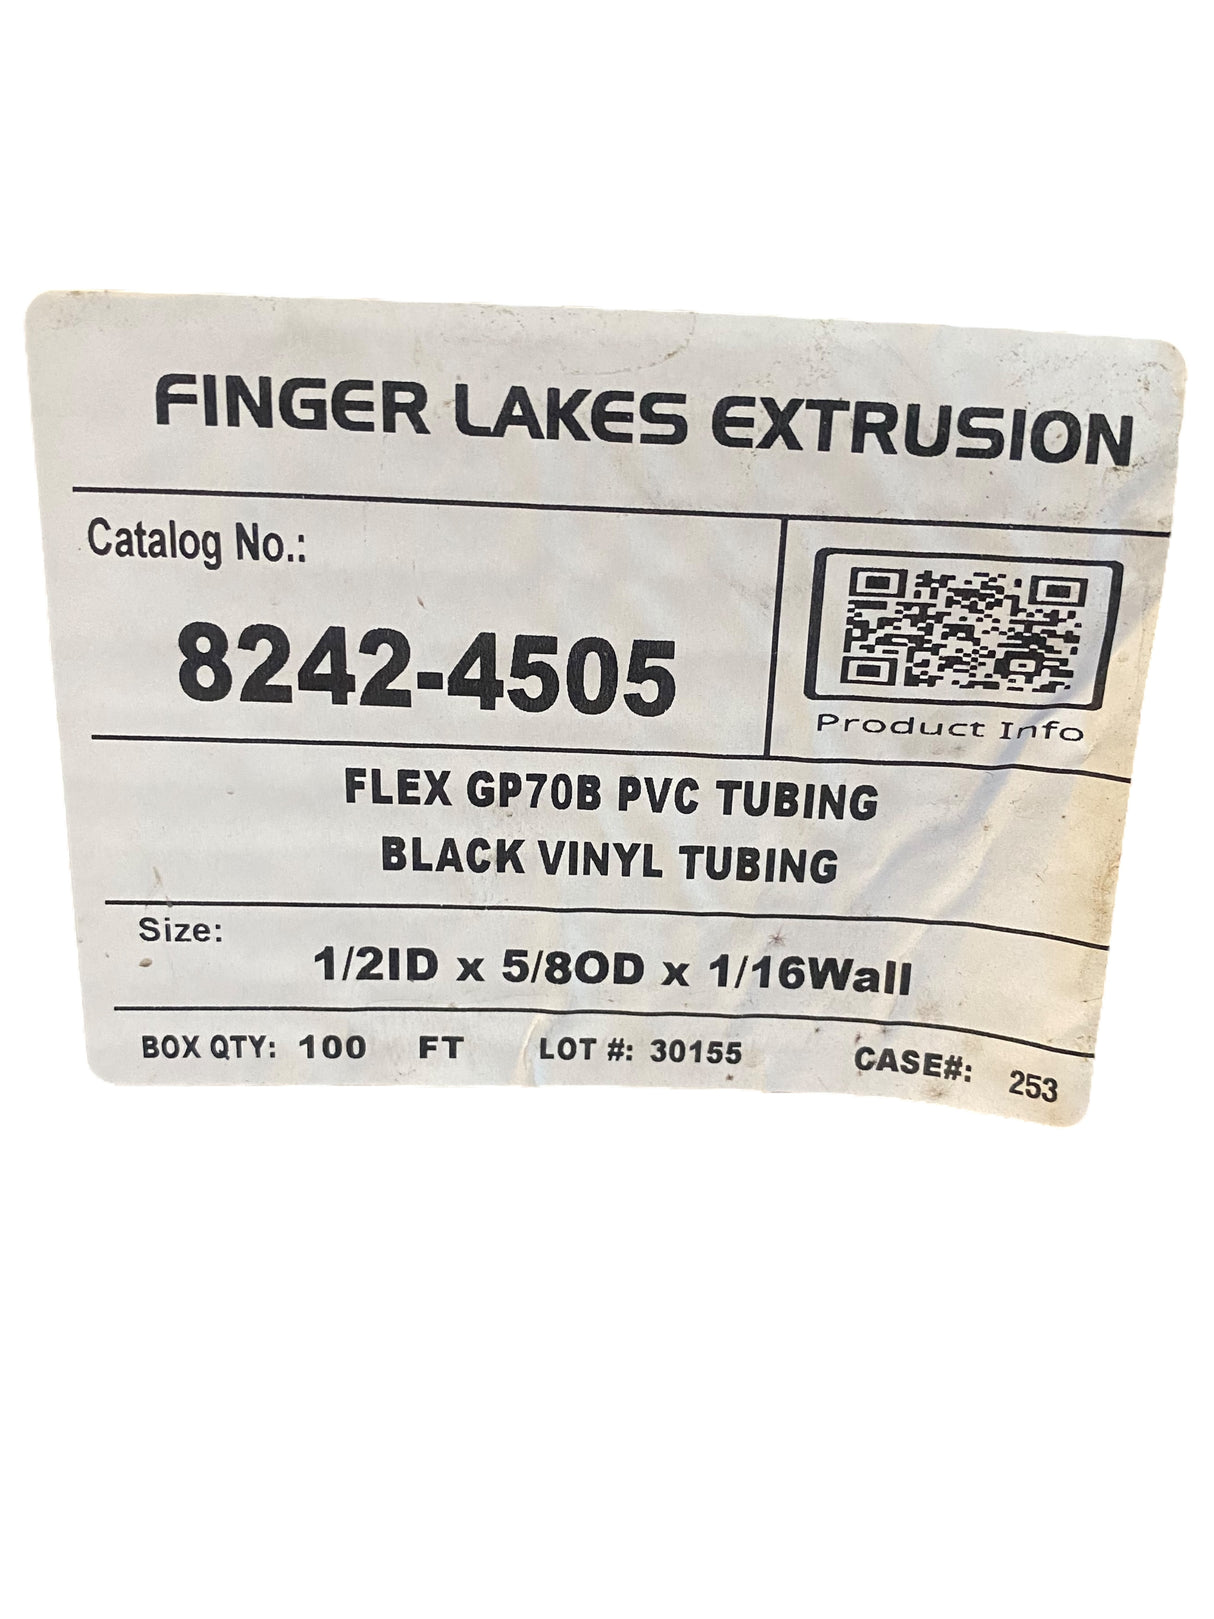 FINGER LAKES EXTRUSION
Catalog No.:
8242-4505
Product Info
FLEX GP70B PVC TUBING
BLACK VINYL TUBING
Size:
1/2ID x 5/8OD x 1/16Wall
BOX QTY: 100 FT LOT #: 30155 CASE#: 253